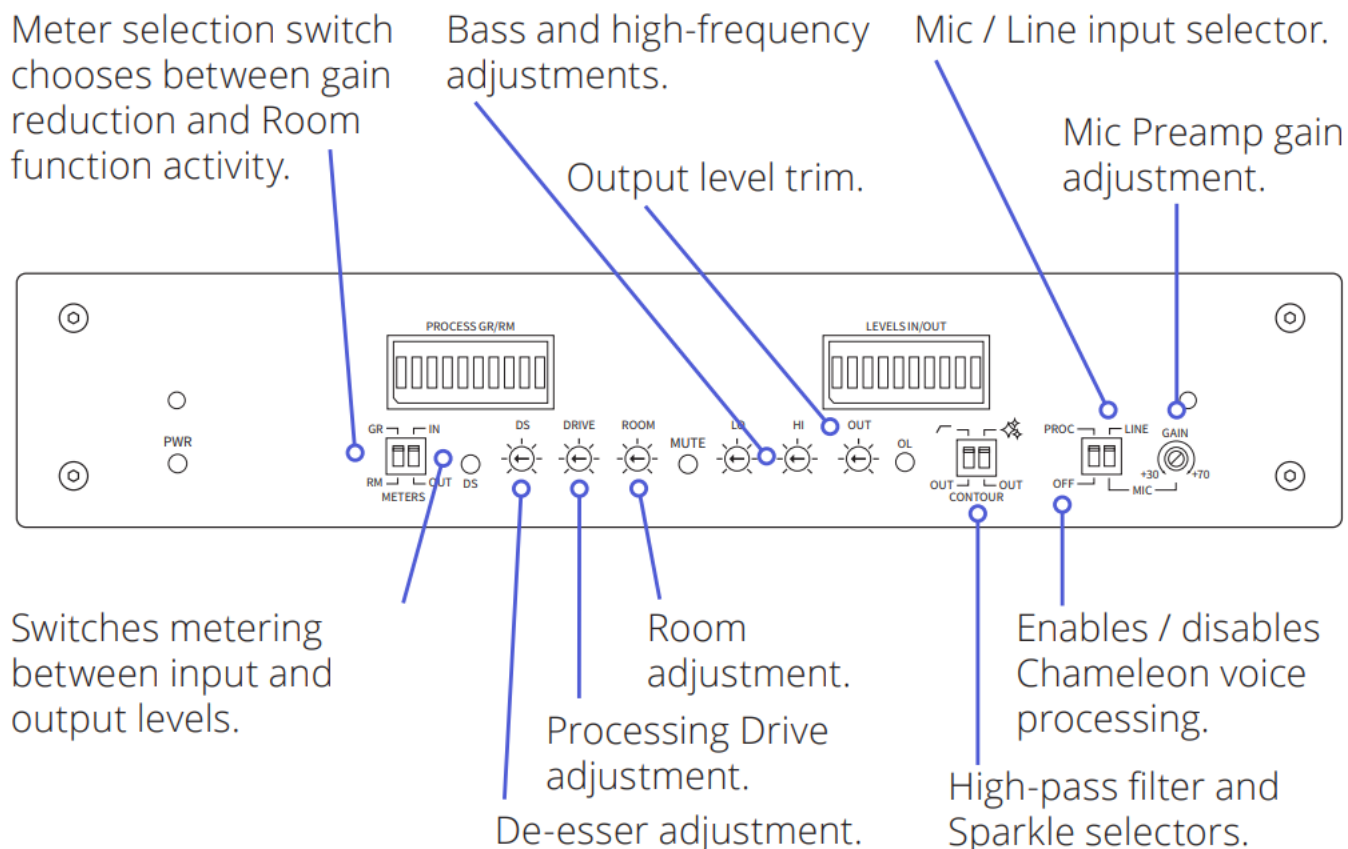 Meter selection switch
chooses between gain
reduction and Room
function activity.
Bass and high-frequency
adjustments.
Mic / Line input selector.
Output level trim.
Mic Preamp gain
adjustment.
PROCESS GR/RM
LEVELS IN/OUT
PWR
GR
IN
RM
OUT
METERS
DS
DS
DRIVE
ROOM
MUTE
LO
HI
OUT
OL
OUT
OUT
CONTOUR
PROC
LINE
OFF
MIC
GAIN
+30
+70
Switches metering
between input and
output levels.
De-esser adjustment.
Processing Drive
adjustment.
Room
adjustment.
High-pass filter and
Sparkle selectors.
Enables / disables
Chameleon voice
processing.